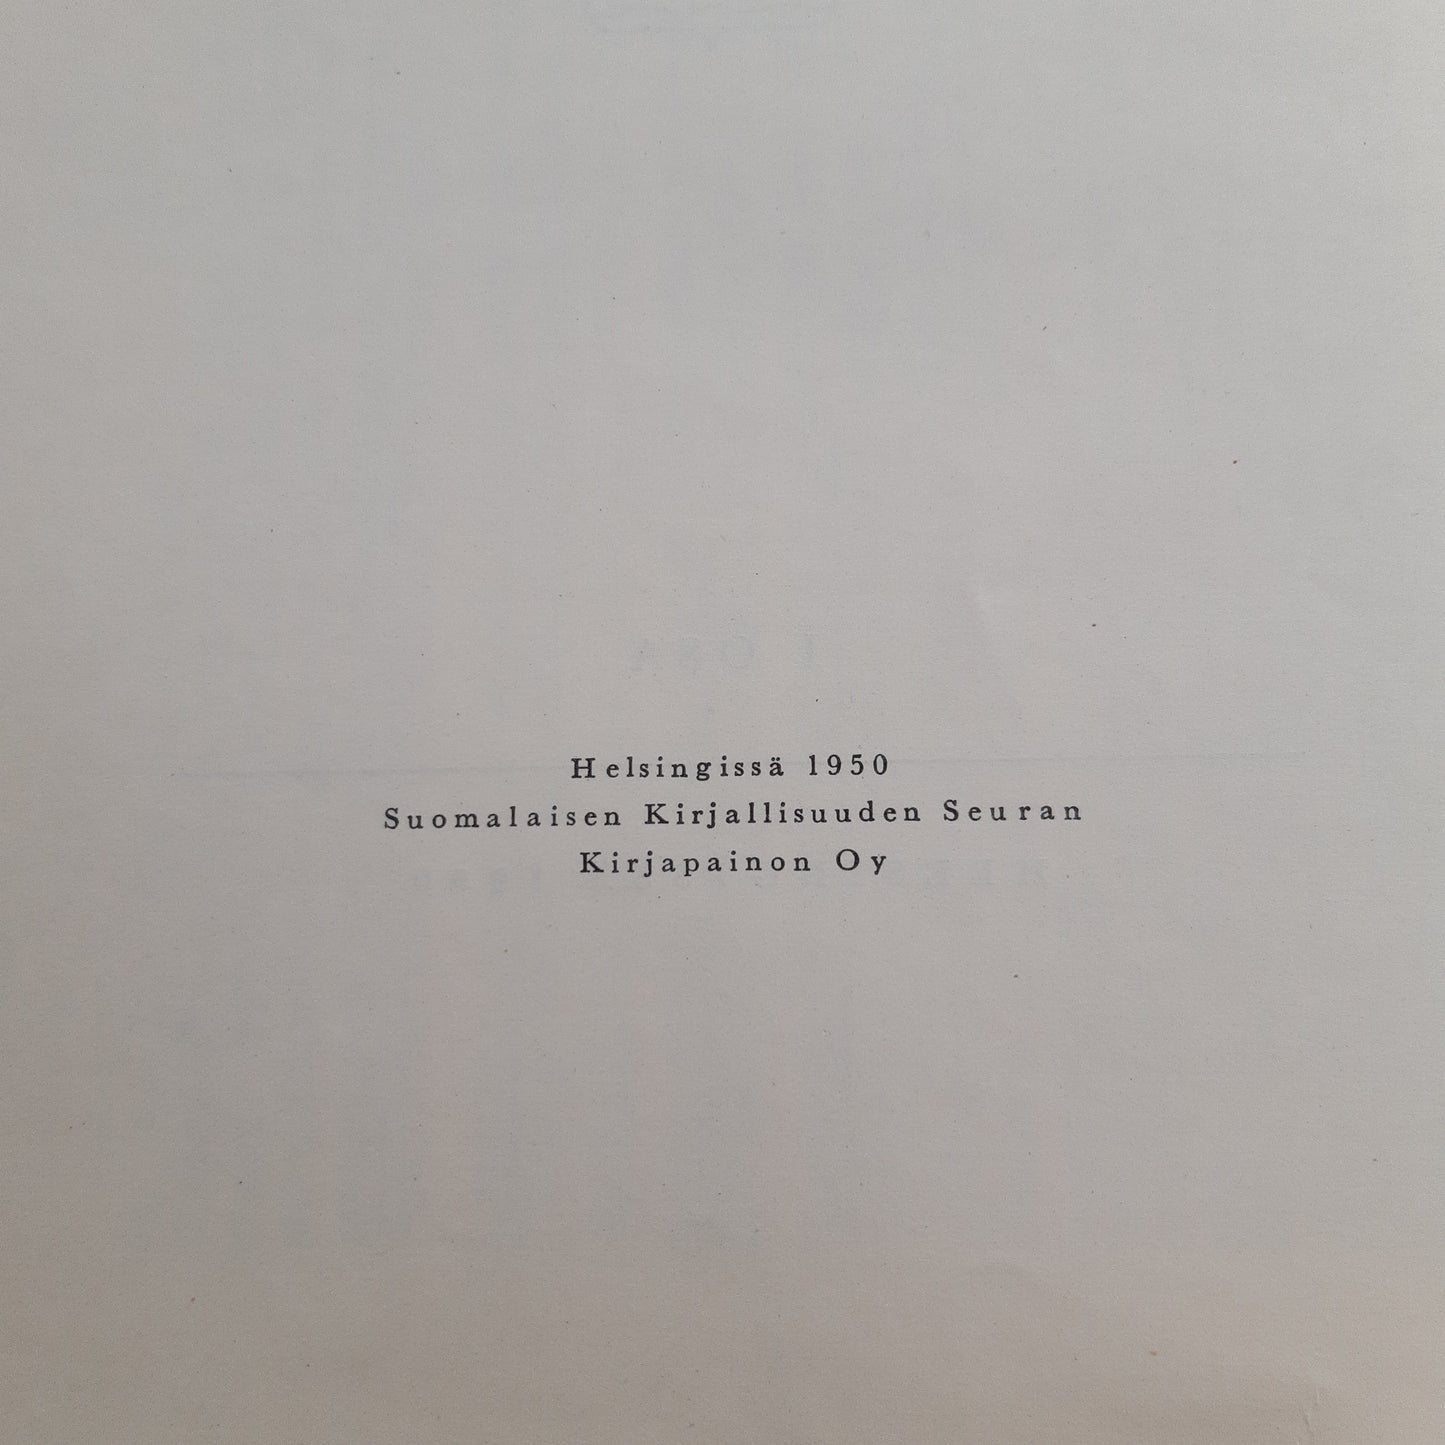 Helsingissä 1950
Suomalaisen Kirjallisuuden Seuran
Kirjapainon Oy